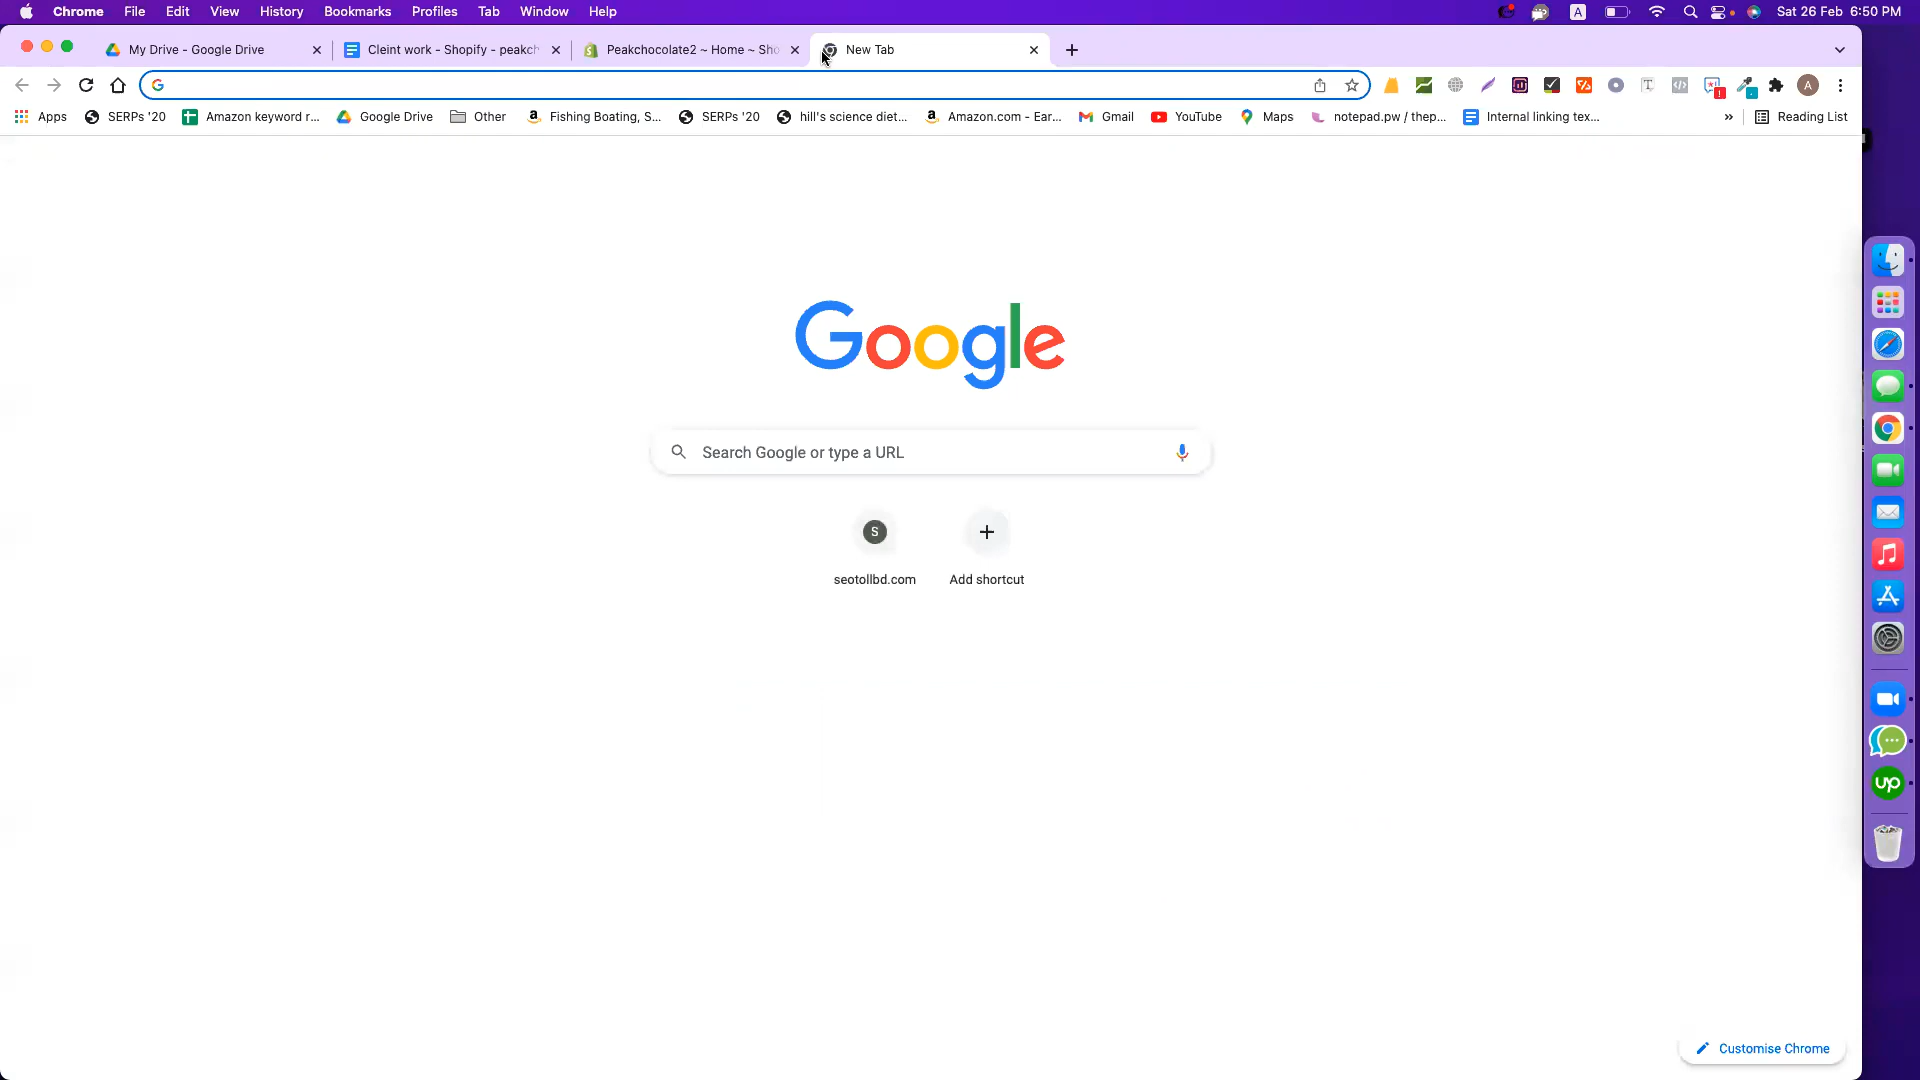 Chrome File Edit View History Bookmarks Profiles Tab Window Help A Sat 26 Feb 6:50 PM
My Drive - Google Drive Cleint work - Shopify - peakch Peakchocolate2 ~ Home ~ Sho New Tab
A
Apps SERPs '20 Amazon keyword r... Google Drive Other Fishing Boating, S... SERPs '20 hill's science diet... Amazon.com - Ear... Gmail YouTube Maps notepad.pw / thep... Internal linking tex... » Reading List
Google
Search Google or type a URL
S
seotollbd.com Add shortcut
up
Customise Chrome